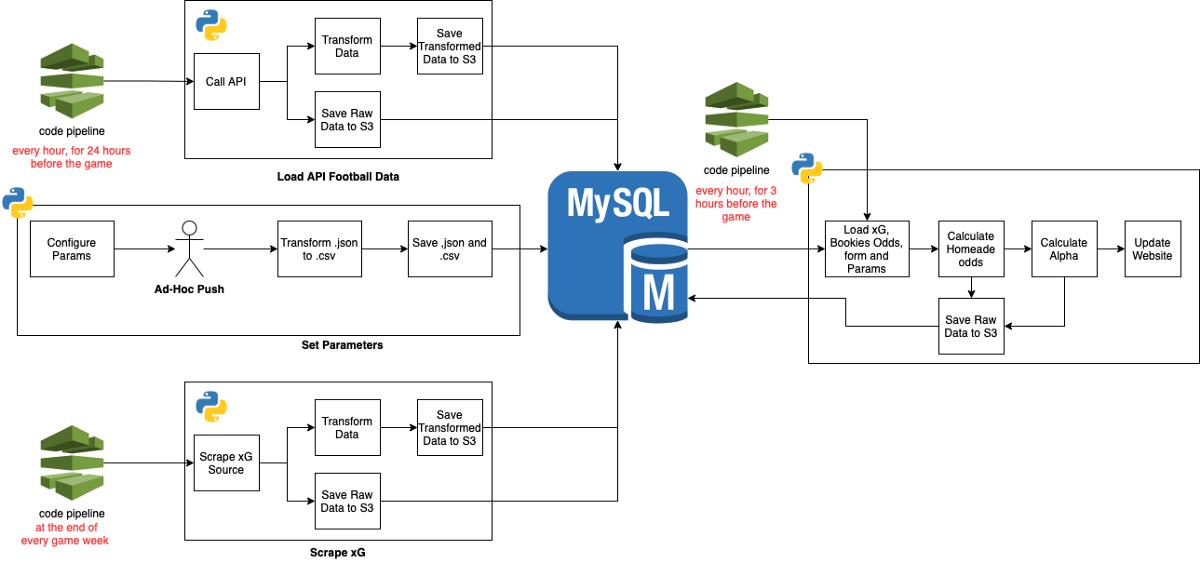 code pipeline
every hour, for 24 hours
before the game
Call API
Transform
Data
Save
Transformed
Data to S3
Save Raw
Data to S3
Load API Football Data
Configure
Params
Ad-Hoc Push
Transform .json
to .csv
Save ,json and
.csv
Set Parameters
code pipeline
at the end of
every game week
Scrape xG
Source
Transform
Data
Save
Transformed
Data to S3
Save Raw
Data to S3
Scrape xG
MySQL
M
code pipeline
every hour, for 3
hours before the
game
Load xG,
Bookies Odds,
form and
Params
Calculate
Homeade
odds
Calculate
Alpha
Update
Website
Save Raw
Data to S3